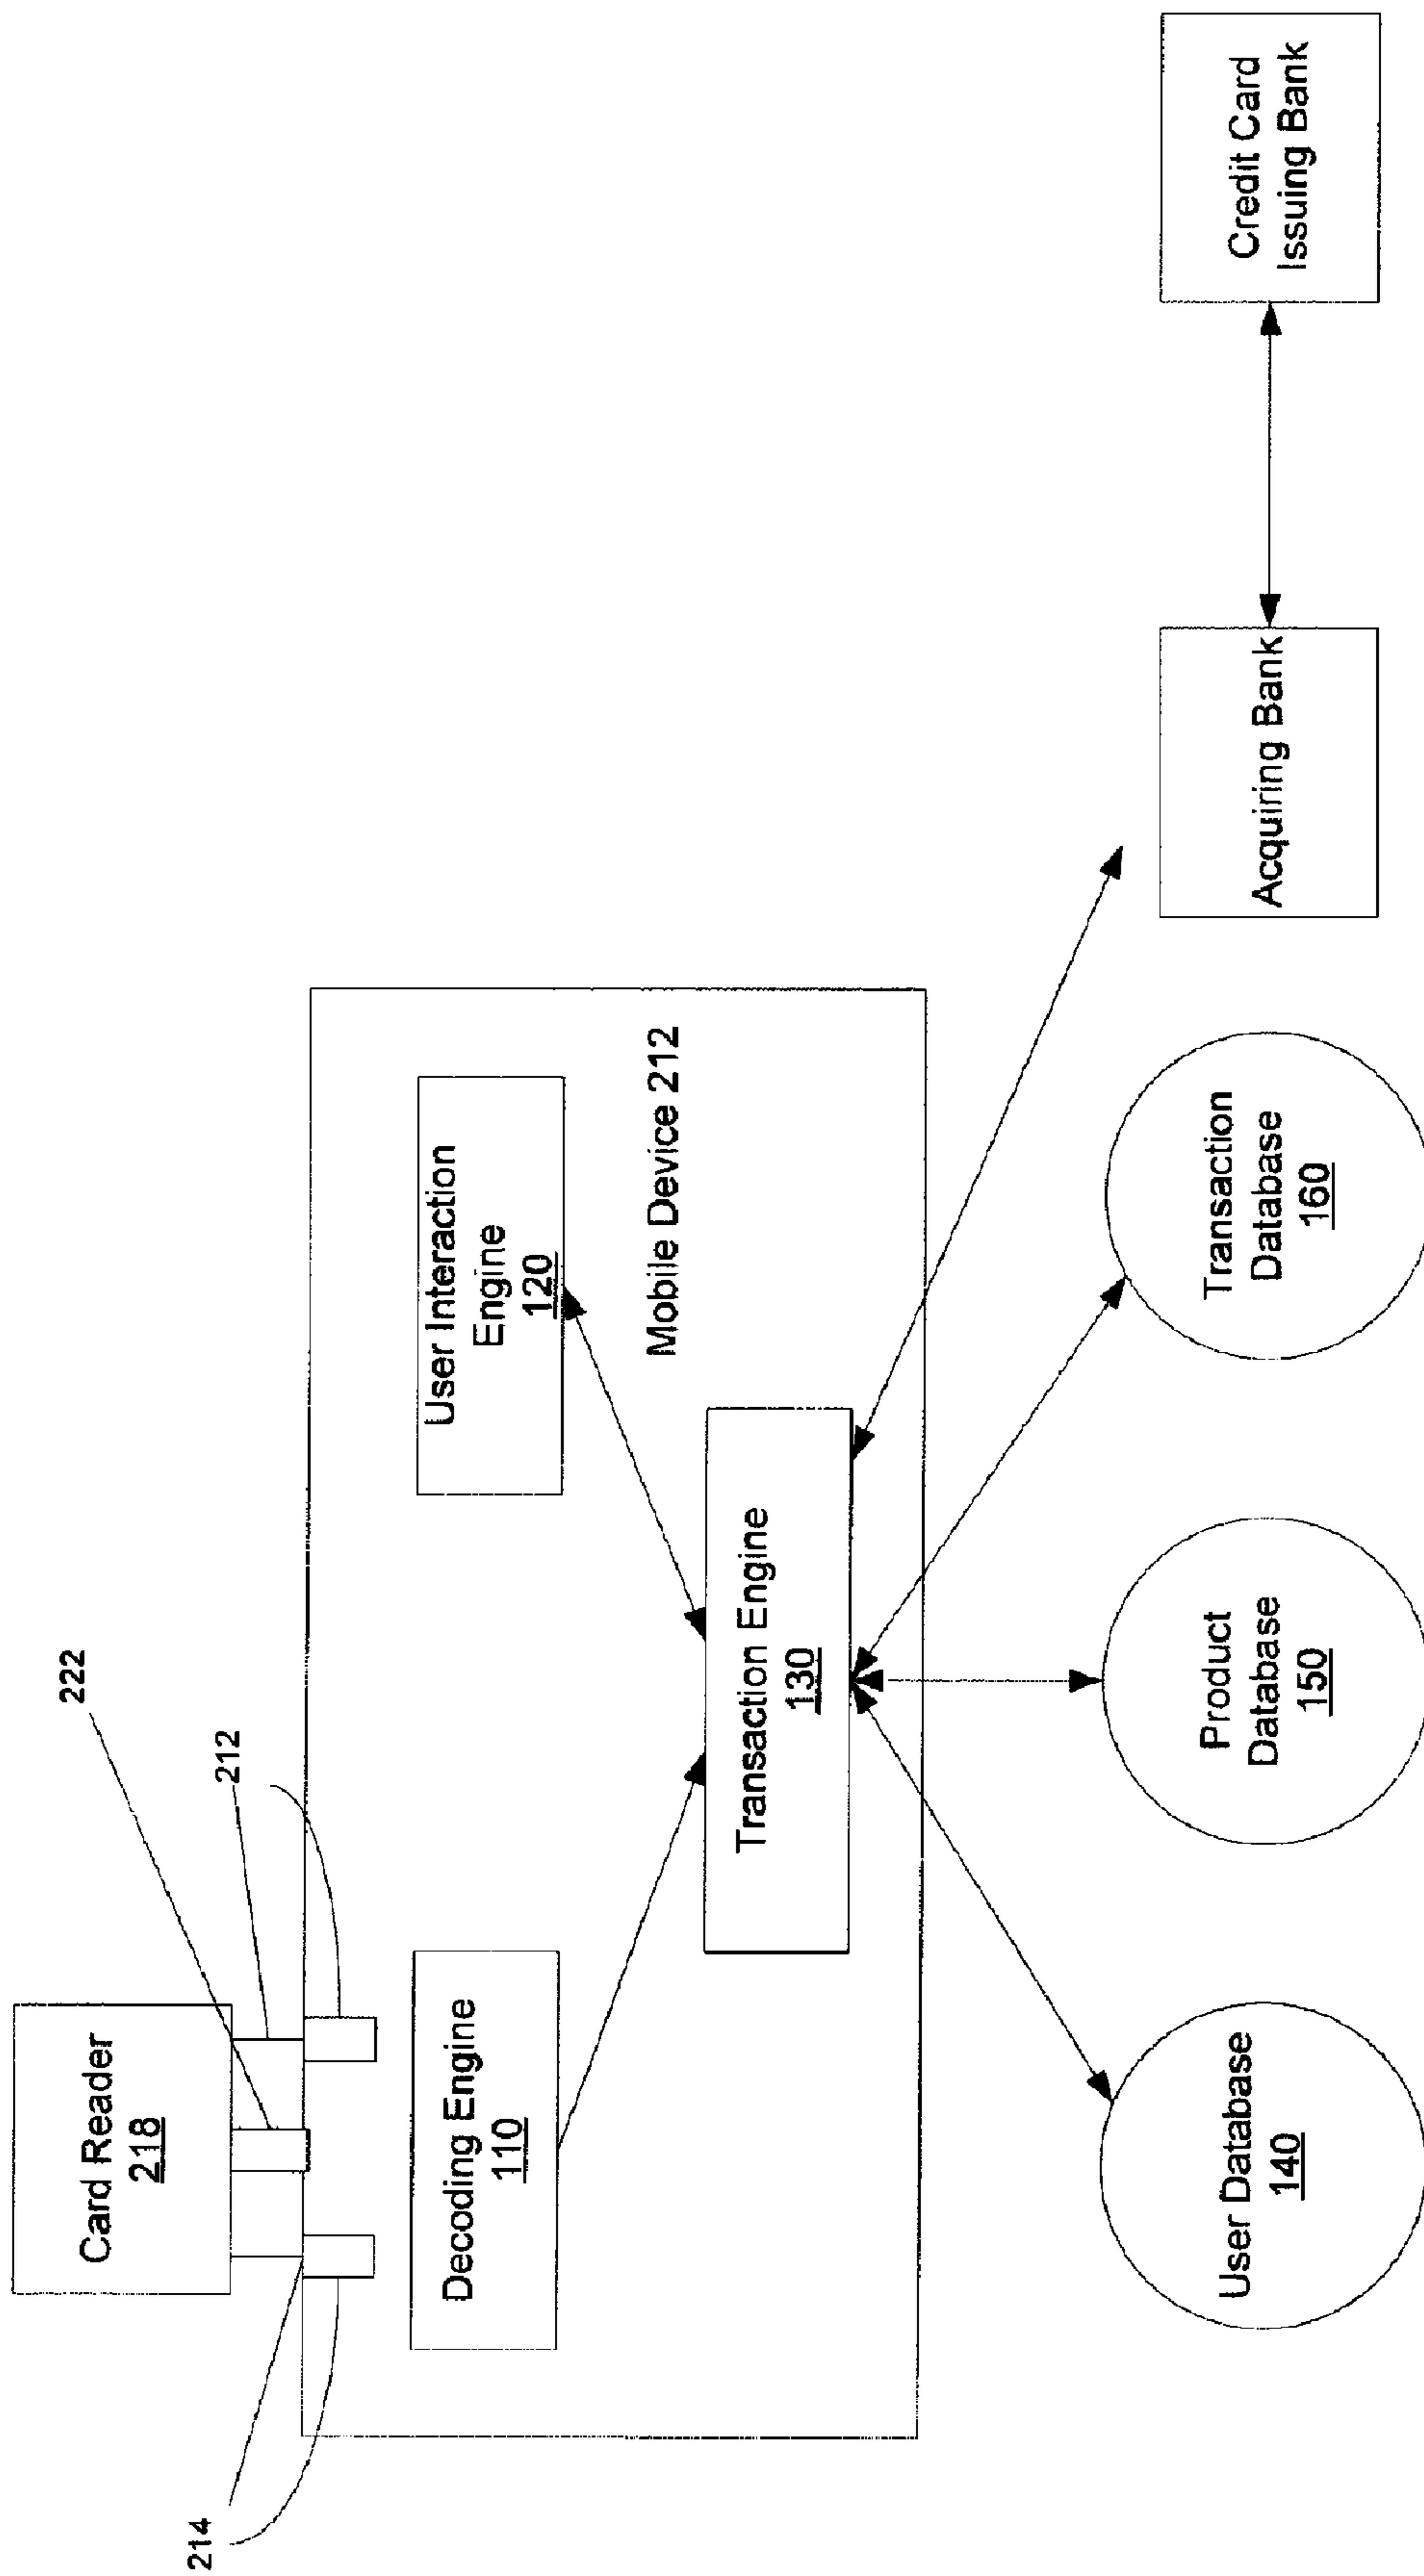 222
212
214
Card Reader
218
Decoding Engine
110
User Interaction
Engine
120
Mobile Device 212
Transaction Engine
130
User Database
140
Product
Database
150
Transaction
Database
160
Acquiring Bank
Credit Card
Issuing Bank